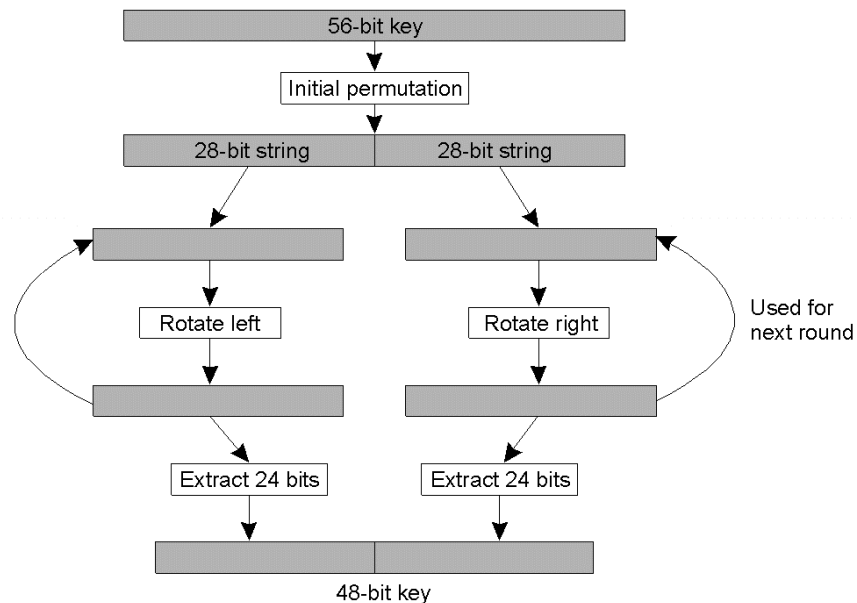 56-bit key
Initial permutation
28-bit string
28-bit string
Rotate left
Rotate right
Used for
next round
Extract 24 bits
Extract 24 bits
48-bit key